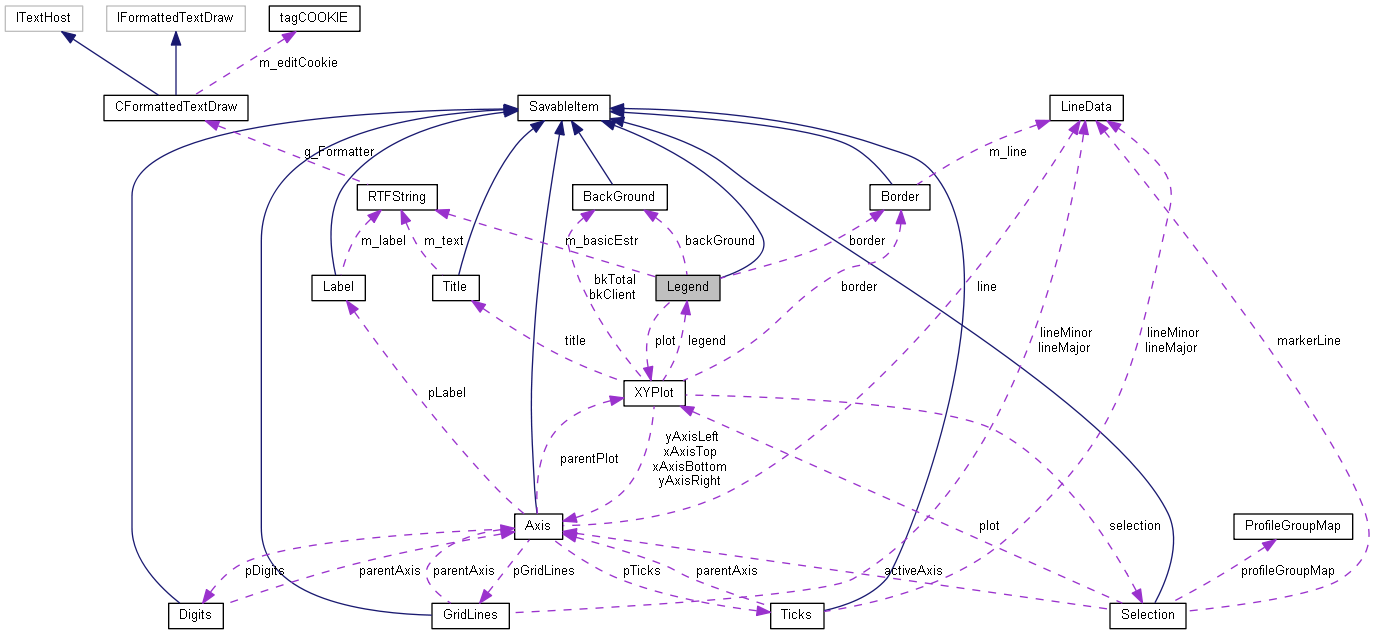 ITextHost
IFormattedTextDraw
tagCOOKIE
m_editCookie
CFormattedTextDraw
SavableItem
LineData
g_Formatter
m_line
RTFString
BackGround
Border
m_label
m_text
m_basicEstr
backGround
border
Label
Title
bkTotal
bkClient
Legend
border
line
title
plot
legend
lineMinor
lineMajor
lineMinor
lineMajor
markerLine
pLabel
XYPlot
parentPlot
yAxisLeft
xAxisTop
xAxisBottom
yAxisRight
Axis
plot
selection
ProfileGroupMap
pDigits
parentAxis
parentAxis
pGridLines
pTicks
parentAxis
activeAxis
profileGroupMap
Digits
GridLines
Ticks
Selection